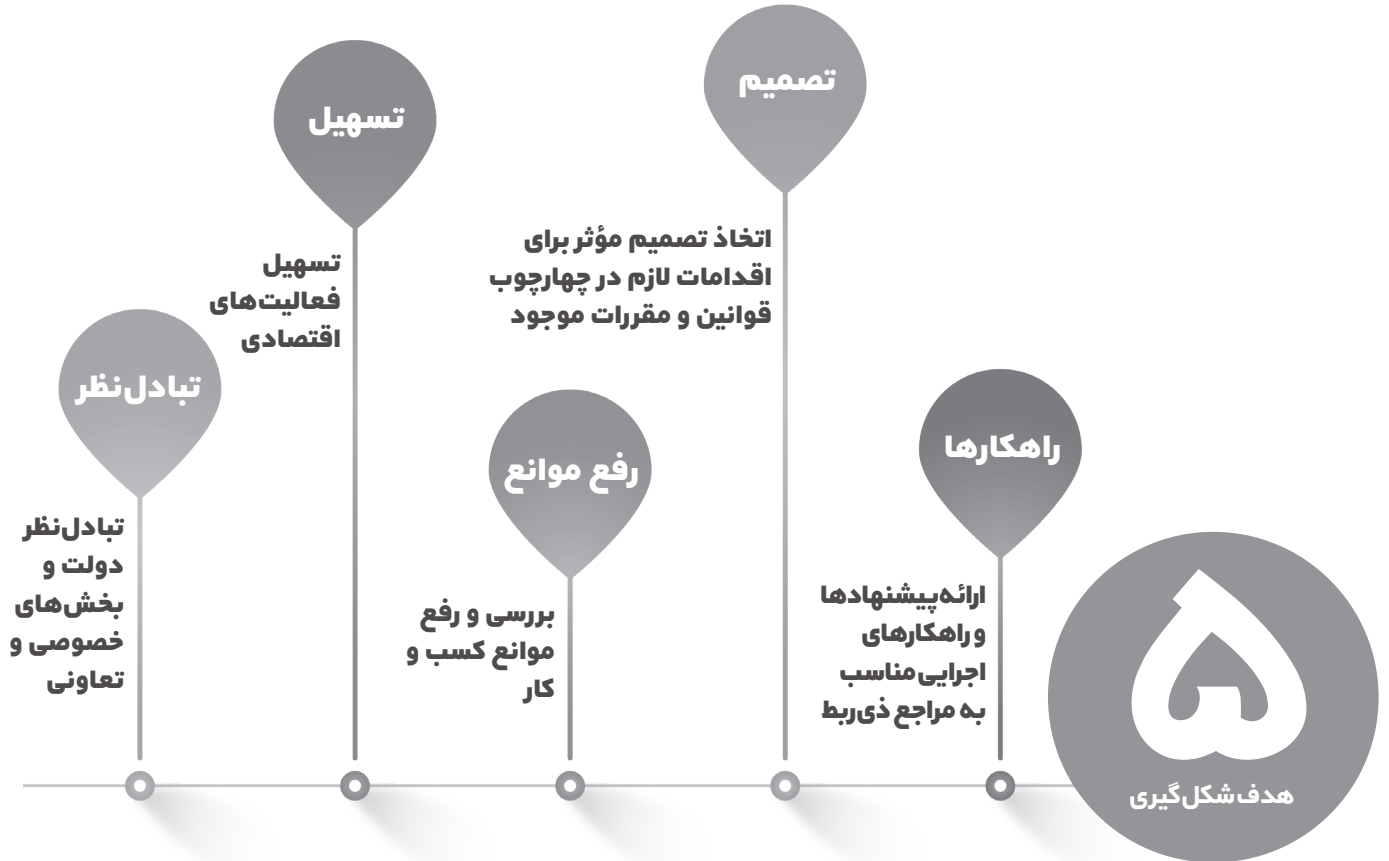 ۵
هدف شکل‌گیری
راهکارها
ارائه‌پیشنهادها
و راهکارهای
اجرایی مناسب
به مراجع ذی‌ربط
تصمیم
اتخاذ تصمیم مؤثر برای
اقدامات لازم در چهارچوب
قوانین و مقررات موجود
رفع موانع
بررسی و رفع
موانع کسب و
کار
تسهیل
تسهیل
فعالیت‌های
اقتصادی
تبادل‌نظر
تبادل‌نظر
دولت و
بخش‌های
خصوصی و
تعاونی